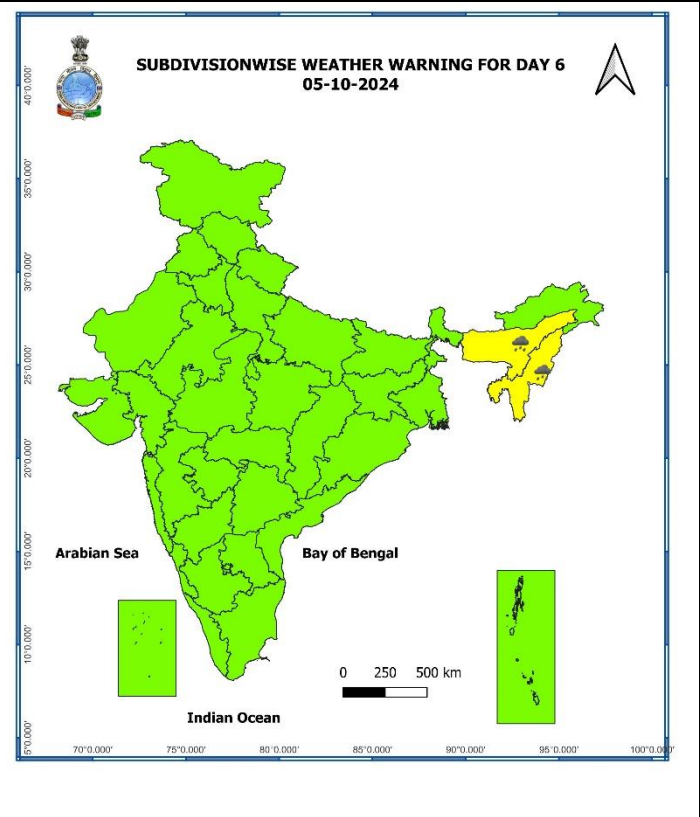 SUBDIVISIONWISE WEATHER WARNING FOR DAY 6
05-10-2024
40°0.000'
35°0.000'
30°0.000'
25°0.000'
20°0.000'
15°0.000'
10°0.000'
5°0.000'
Arabian Sea
Bay of Bengal
0 250 500 km
Indian Ocean
70°0.000' 75°0.000' 80°0.000' 85°0.000' 90°0.000' 95°0.000' 100°0.000'